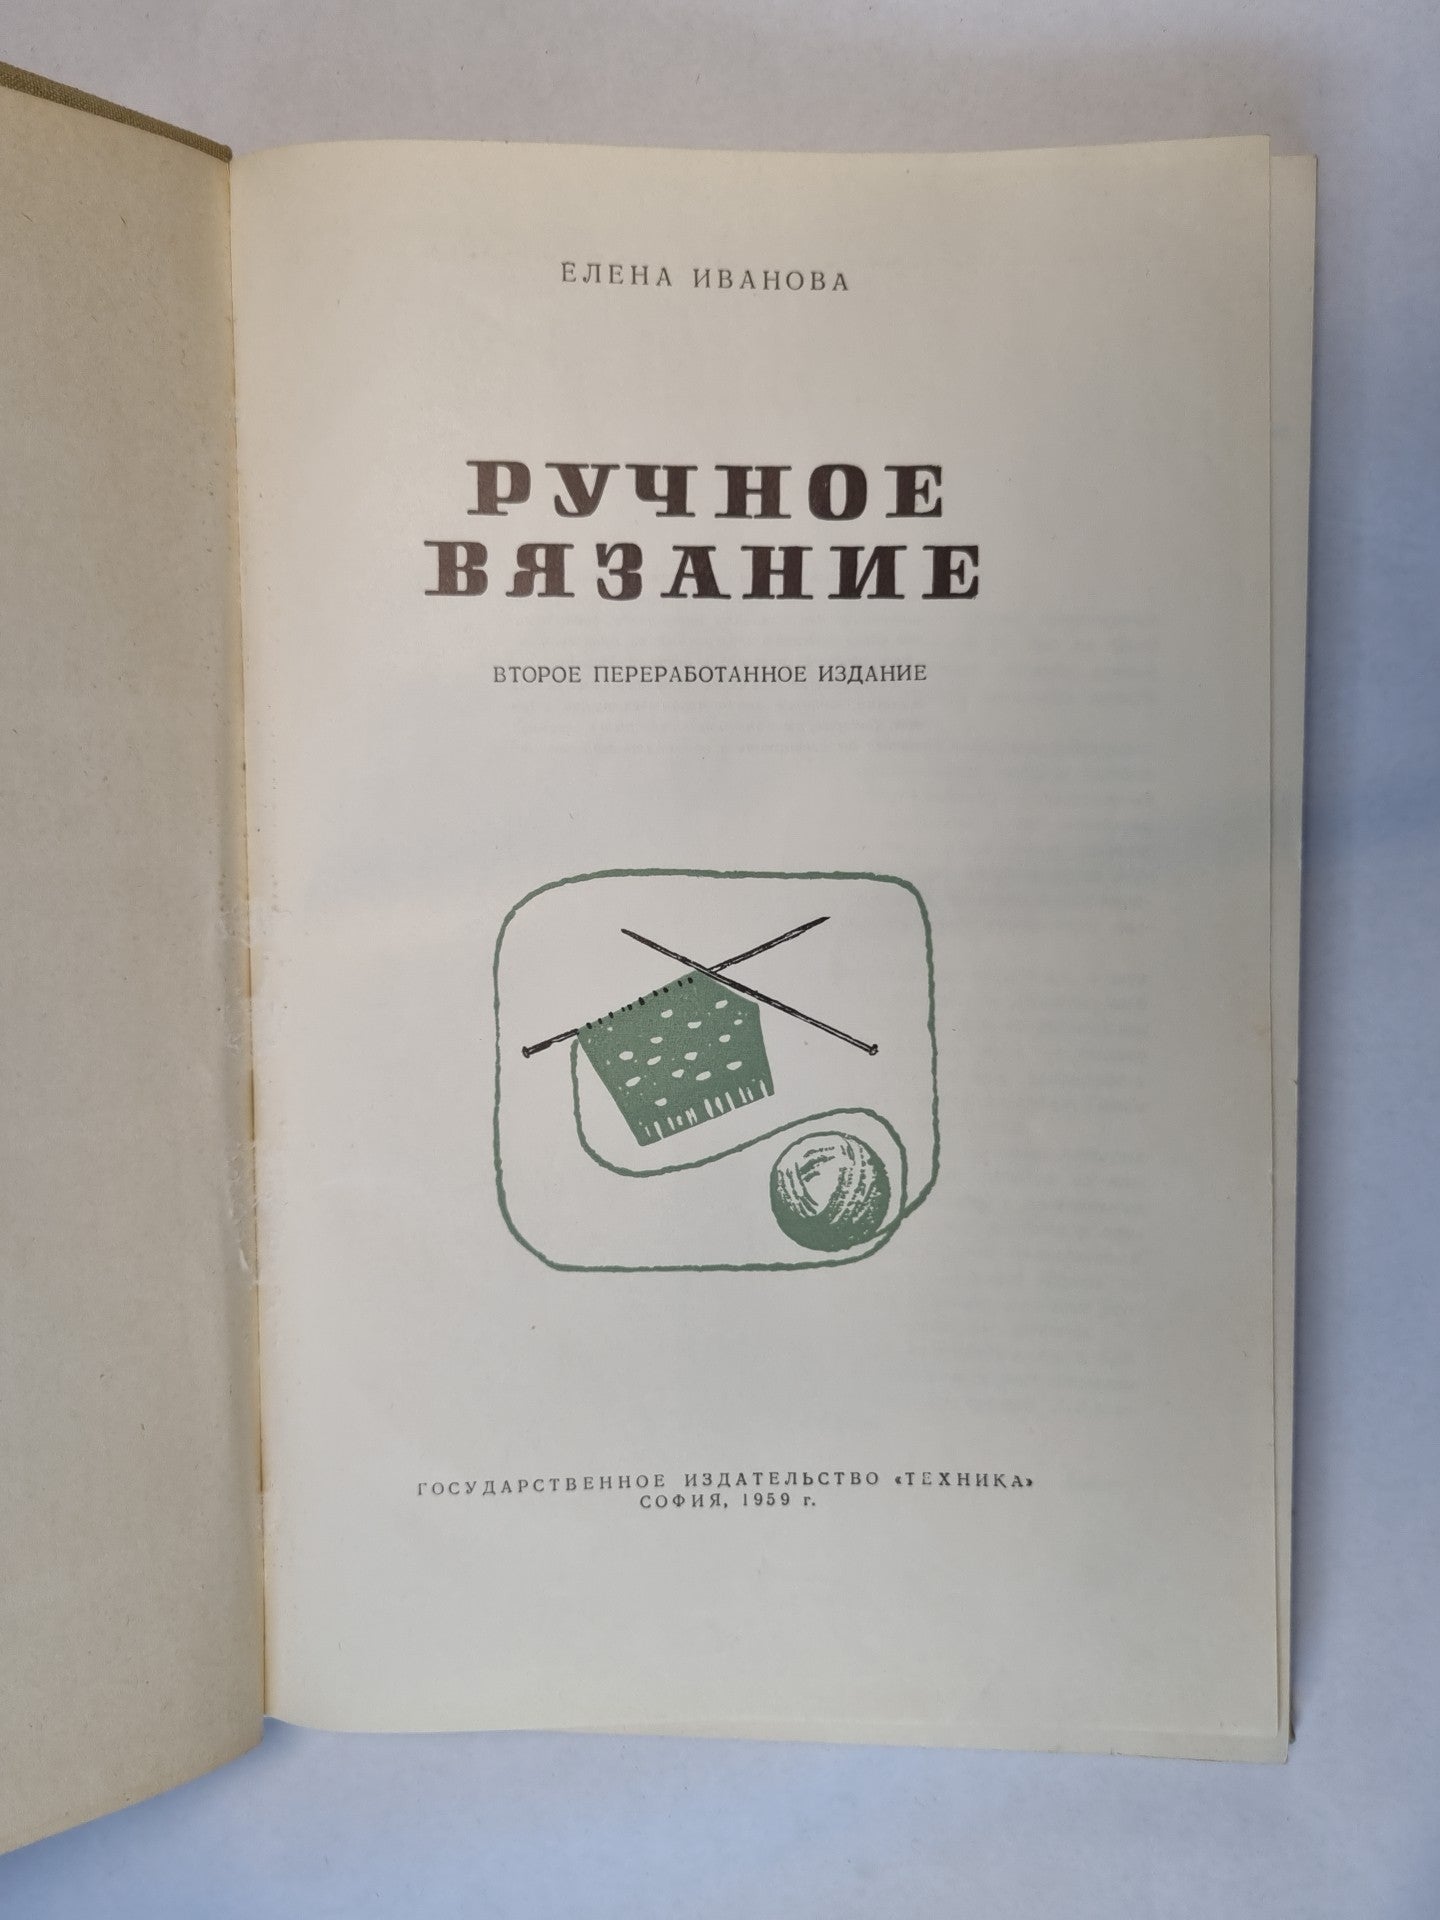 ЕЛЕНА ИВАНОВА
РУЧНОЕ
ВЯЗАНИЕ
ВТОРОЕ ПЕРЕРАБОТАННОЕ ИЗДАНИЕ
ГОСУДАРСТВЕННОЕ ИЗДАТЕЛЬСТВО «ТЕХНИКА»
СОФИЯ, 1959 г.